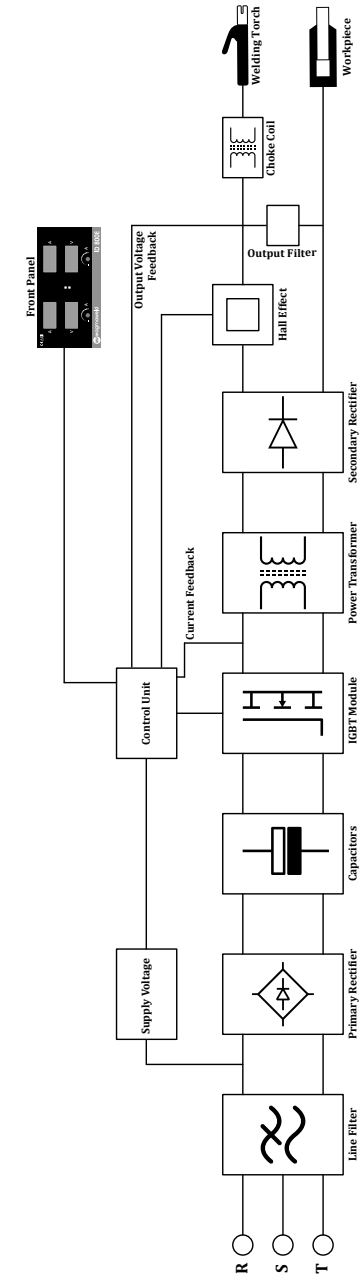 Front Panel
Welding Torch
Workpiece
Choke Coil
Output Voltage
Feedback
Output Filter
Hall Effect
Secondary Rectifier
Current Feedback
Power Transformer
Control Unit
IGBT Module
Capacitors
Supply Voltage
Primary Rectifier
Line Filter
R
S
T
A
A
V
V
A
A